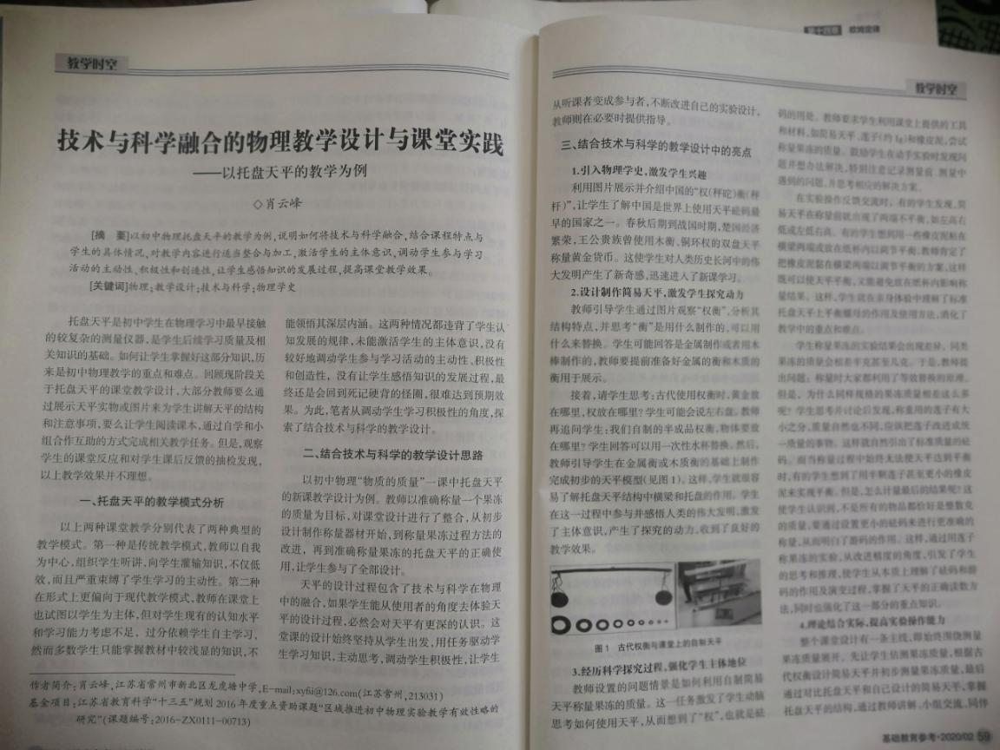 教学时空
技术与科学融合的物理教学设计与课堂实践
——以托盘天平的教学为例
◇肖云峰
[摘 要]以初中物理托盘天平的教学为例,说明如何将技术与科学融合,结合课程特点与
学生的具体情况,对教学内容进行适当整合与加工,激活学生的主体意识,调动学生参与学习
活动的主动性、积极性和创造性,让学生感悟知识的发展过程,提高课堂教学效果。
[关键词]物理;教学设计;技术与科学;物理学史
托盘天平是初中学生在物理学习中最早接触
的较复杂的测量仪器,是学生后续学习质量及相
关知识的基础。如何让学生掌握好这部分知识,历
来是初中物理教学的重点和难点。回顾现阶段关
于托盘天平的课堂教学设计,大部分教师要么通
过展示天平实物或图片来为学生讲解天平的结构
和注意事项,要么让学生阅读课本,通过自学和小
组合作互助的方式完成相关教学任务。但是,观察
学生的课堂反应和对学生课后反馈的抽检发现,
以上教学效果并不理想。
一、托盘天平的教学模式分析
以上两种课堂教学分别代表了两种典型的
教学模式。第一种是传统教学模式,教师以自我
为中心,组织学生听讲,向学生灌输知识,不仅低
效,而且严重束缚了学生学习的主动性。第二种
在形式上更偏向于现代教学模式,教师在课堂上
也试图以学生为主体,但对学生现有的认知水平
和学习能力考虑不足,过分依赖学生自主学习,
然而多数学生只能掌握教材中较浅显的知识,不
能领悟其深层内涵。这两种情况都违背了学生认
知发展的规律,未能激活学生的主体意识,没有
较好地调动学生参与学习活动的主动性、积极性
和创造性,没有让学生感悟知识的发展过程,最
终还是会回到死记硬背的怪圈,很难达到预期效
果。为此,笔者从调动学生学习积极性的角度,探
索了结合技术与科学的教学设计。
二、结合技术与科学的教学设计思路
以初中物理“物质的质量”一课中托盘天平
的新课教学设计为例。教师以准确称量一个果冻
的质量为目标,对课堂设计进行了整合,从初步
设计制作称量器材开始,到称量果冻过程方法的
改进,再到准确称量果冻的托盘天平的正确使
用,让学生参与了全部设计。
天平的设计过程包含了技术与科学在物理
中的融合,如果学生能从使用者的角度去体验天
平的设计过程,必然会对天平有更深的认识。这
堂课的设计始终坚持从学生出发,用任务驱动学
生学习知识,主动思考,调动学生积极性,让学生
作者简介:肖云峰,江苏省常州市新北区龙虎塘中学,E-mail:xyfsi@126.com(江苏常州,213031)
基金项目:江苏省教育科学“十三五”规划2016年度重点资助课题“区域推进初中物理实验教学有效性略的
研究”(课题编号:2016-ZX0111-00713)
第十四章 欧姆定律
教学时空
从听课者变成参与者,不断改进自己的实验设计,
教师则在必要时提供指导。
三、结合技术与科学的教学设计中的亮点
1.引入物理学史,激发学生兴趣
利用图片展示并介绍中国的“权(秤砣)衡(秤
杆)”,让学生了解中国是世界上使用天平砝码最
早的国家之一。春秋后期到战国时期,楚国经济
繁荣,王公贵族曾使用木衡、铜环权的双盘天平
称量黄金货币。这使学生对人类历史长河中的伟
大发明产生了新奇感,迅速进入了新课学习。
2.设计制作简易天平,激发学生探究动力
教师引导学生通过图片观察“权衡”,分析其
结构特点,并思考“衡”是用什么制作的,可以用
什么来替换。学生可能回答是金属制作或者用木
棒制作的,教师要提前准备好金属的衡和木质的
衡用于展示。
接着,请学生思考:古代使用权衡时,黄金放
在哪里,权放在哪里?学生可能会说左右盘。教师
再追问学生:我们自制的半成品权衡,物体要放
在哪里?学生回答可以用一次性水杯替换。然后,
教师引导学生在金属衡或木质衡的基础上制作
完成初步的天平模型(见图1)。这样,学生就很容
易了解托盘天平结构中横梁和托盘的作用。学生
在这一过程中参与并感悟人类的伟大发明,激发
了主体意识,产生了探究的动力,收到了良好的
教学效果。
图1 古代权衡与课堂上的自制天平
3.经历科学探究过程,强化学生主体地位
教师设置的问题情景是如何利用自制简易
天平称量果冻的质量。这一任务激发了学生动脑
思考如何使用天平,从而想到了“权”,也就是砝
码的用处。教师要求学生利用课堂上提供的工具
和材料,如简易天平、莲子(约1g)和橡皮泥,尝试
称量果冻的质量。鼓励学生在动手实验时发现问
题并想办法解决,特别注意记录测量前、测量中
遇到的问题,并思考相应的解决方案。
在实验操作反馈交流时,有的学生发现,简
易天平在称量前就出现了两端不平衡,如左高右
低或左低右高。有的学生想到用一些橡皮泥粘在
横梁两端或放在纸杯内以调节平衡,教师肯定了
把橡皮泥黏在横梁两端以调节平衡的方案,这样
既可以使天平平衡,又能避免放在纸杯内影响称
量结果。这样,学生就在亲身体验中理解了标准
托盘天平上平衡螺母的作用及使用方法,消化了
教学中的重点和难点。
学生称量果冻的实验结果会出现差异,同类
果冻的质量会相差半克甚至几克。于是,教师提
出问题:称量时大家都利用了等效替换的原理。
但是,为什么同样规格的果冻质量相差这么多
呢?学生思考并讨论后发现,称重用的莲子有大
小之分,质量自然也不同,应该把莲子改进成统
一质量的事物。这样就自然引出了标准质量的砝
码。而当称量过程中始终无法使天平达到平衡
时,有的学生想到了用半颗莲子甚至更小的橡皮
泥来实现平衡。但是,怎么计量最后的结果呢?这
使学生认识到,不是所有的物品都恰好是整数克
的质量,要通过设置更小的砝码来进行更准确的
称量,从而明白了游码的作用。这样,通过用莲子
称果冻的实验,从改进精度的角度,引发了学生
的思考和推理,使学生从本质上理解了砝码和游
码的作用及演变过程,掌握了天平的正确读数方
法,同时也强化了这一部分的重点知识。
4.理论结合实际,提高实验操作能力
整个课堂设计有一条主线,即始终围绕测量
果冻质量展开。先让学生估测果冻质量,根据古
代权衡设计简易天平并初步测量果冻质量,最后
通过对比托盘天平和自己设计的简易天平,掌握
托盘天平的结构,通过教师讲解、小组交流、同伴
基础教育参考·2020/02 59